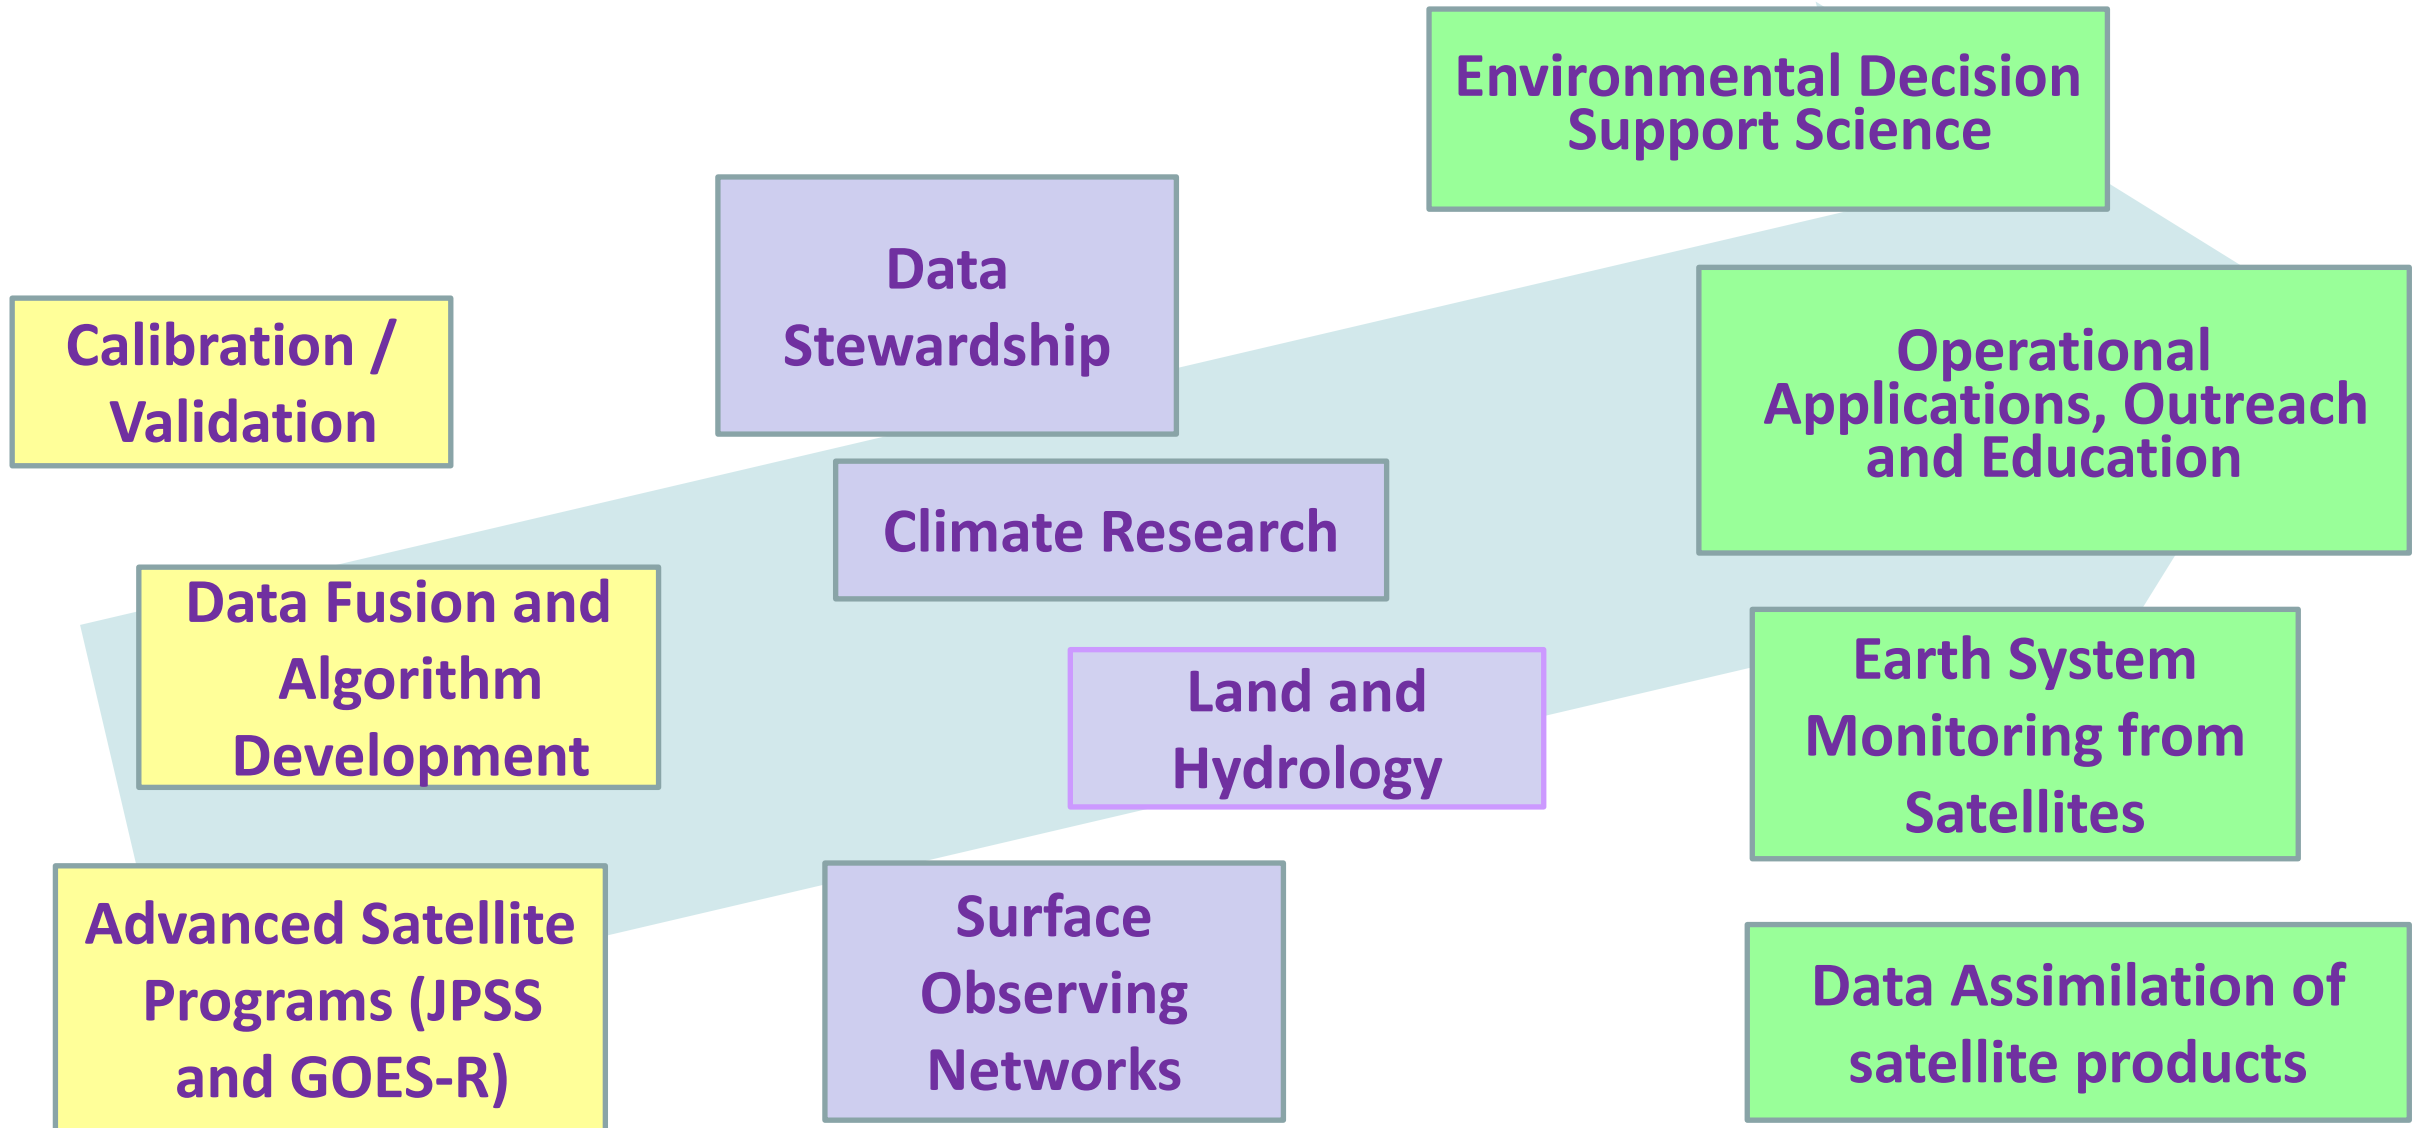 Environmental Decision
Support Science
Data
Stewardship
Calibration /
Validation
Operational
Applications, Outreach
and Education
Climate Research
Data Fusion and
Algorithm
Development
Land and
Hydrology
Earth System
Monitoring from
Satellites
Advanced Satellite
Programs (JPSS
and GOES-R)
Surface
Observing
Networks
Data Assimilation of
satellite products